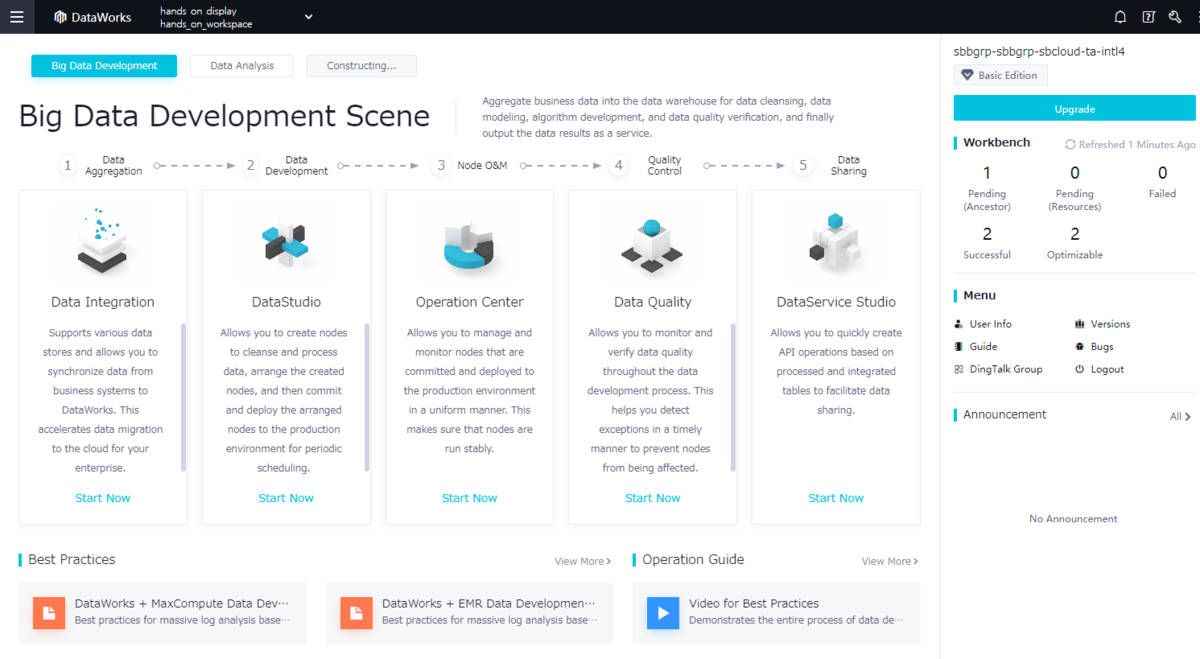 DataWorks
hands on display
hands_on_workspace
Big Data Development
Data Analysis
Constructing...
Big Data Development Scene
Aggregate business data into the data warehouse for data cleansing, data
modeling, algorithm development, and data quality verification, and finally
output the data results as a service.
1 Data
Aggregation
2 Data
Development
3 Node O&M
4 Quality
Control
5 Data
Sharing
Data Integration
Supports various data
stores and allows you to
synchronize data from
business systems to
DataWorks. This
accelerates data migration
to the cloud for your
enterprise.
Start Now
DataStudio
Allows you to create nodes
to cleanse and process
data, arrange the created
nodes, and then commit
and deploy the arranged
nodes to the production
environment for periodic
scheduling.
Start Now
Operation Center
Allows you to manage and
monitor nodes that are
committed and deployed to
the production environment
in a uniform manner. This
makes sure that nodes are
run stably.
Start Now
Data Quality
Allows you to monitor and
verify data quality
throughout the data
development process. This
helps you detect
exceptions in a timely
manner to prevent nodes
from being affected.
Start Now
DataService Studio
Allows you to quickly create
API operations based on
processed and integrated
tables to facilitate data
sharing.
Start Now
Best Practices
View More
DataWorks + MaxCompute Data Dev···
Best practices for massive log analysis base···
DataWorks + EMR Data Developmen···
Best practices for massive log analysis base···
Operation Guide
View More
Video for Best Practices
Demonstrates the entire process of data de···
sbbgrp-sbbgrp-sbcloud-ta-intl4
Basic Edition
Upgrade
Workbench
Refreshed 1 Minutes Ago
1
Pending
(Ancestor)
0
Pending
(Resources)
0
Failed
2
Successful
2
Optimizable
Menu
User Info
Versions
Guide
Bugs
DingTalk Group
Logout
Announcement
All
No Announcement